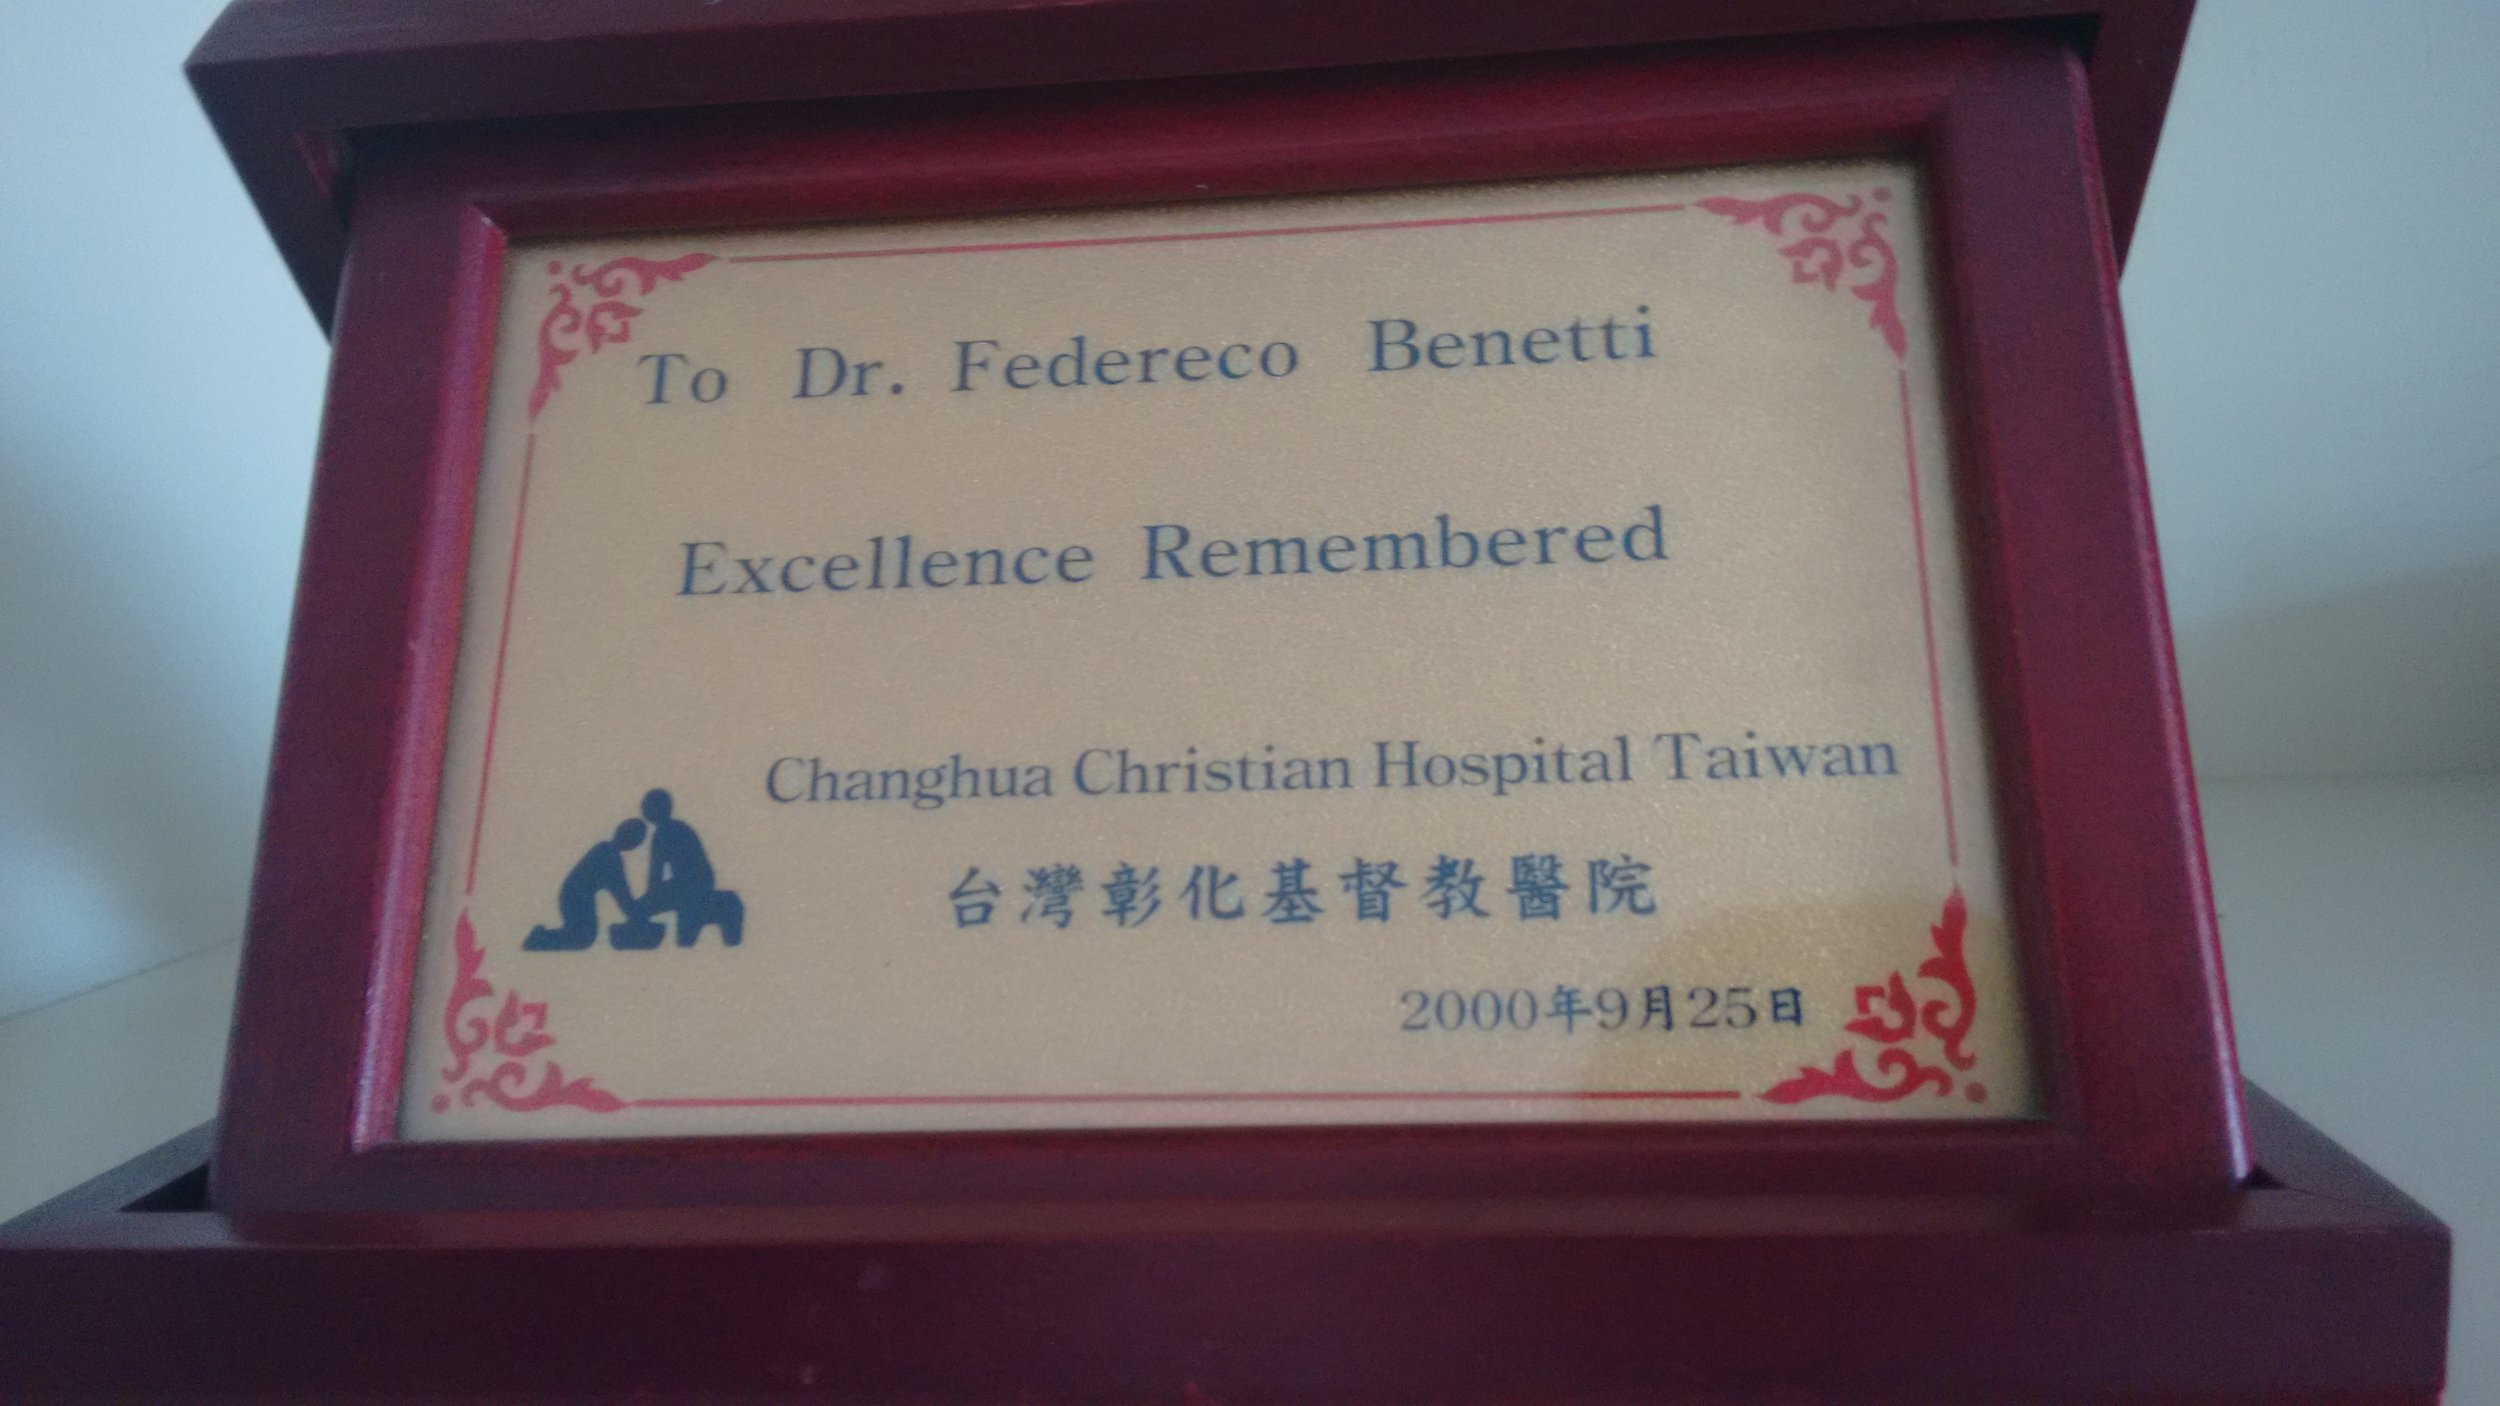 To Dr. Federeco Benetti
Excellence Remembered
Changhua Christian Hospital Taiwan
台灣彰化基督教醫院
2000年9月25日